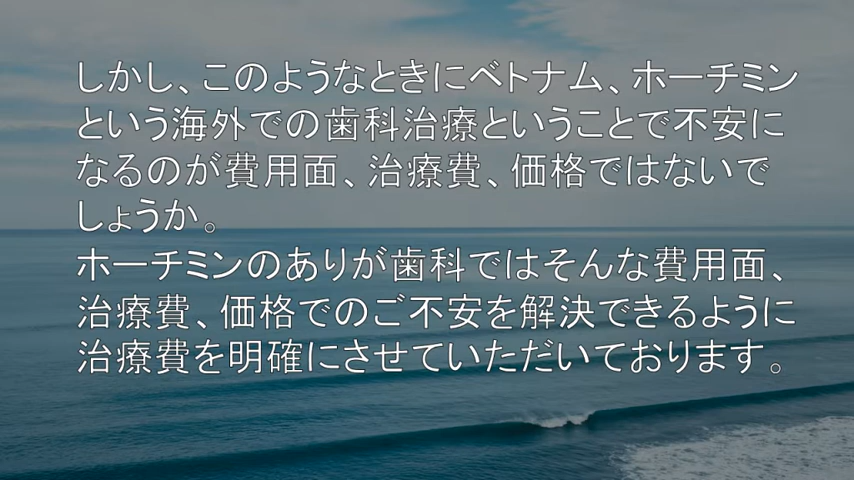 しかし、このようなときにベトナム、ホーチミン
という海外での歯科治療ということで不安に
なるのが費用面、治療費、価格ではないで
しょうか。
ホーチミンのありが歯科ではそんな費用面、
治療費、価格でのご不安を解決できるように
治療費を明確にさせていただいております。